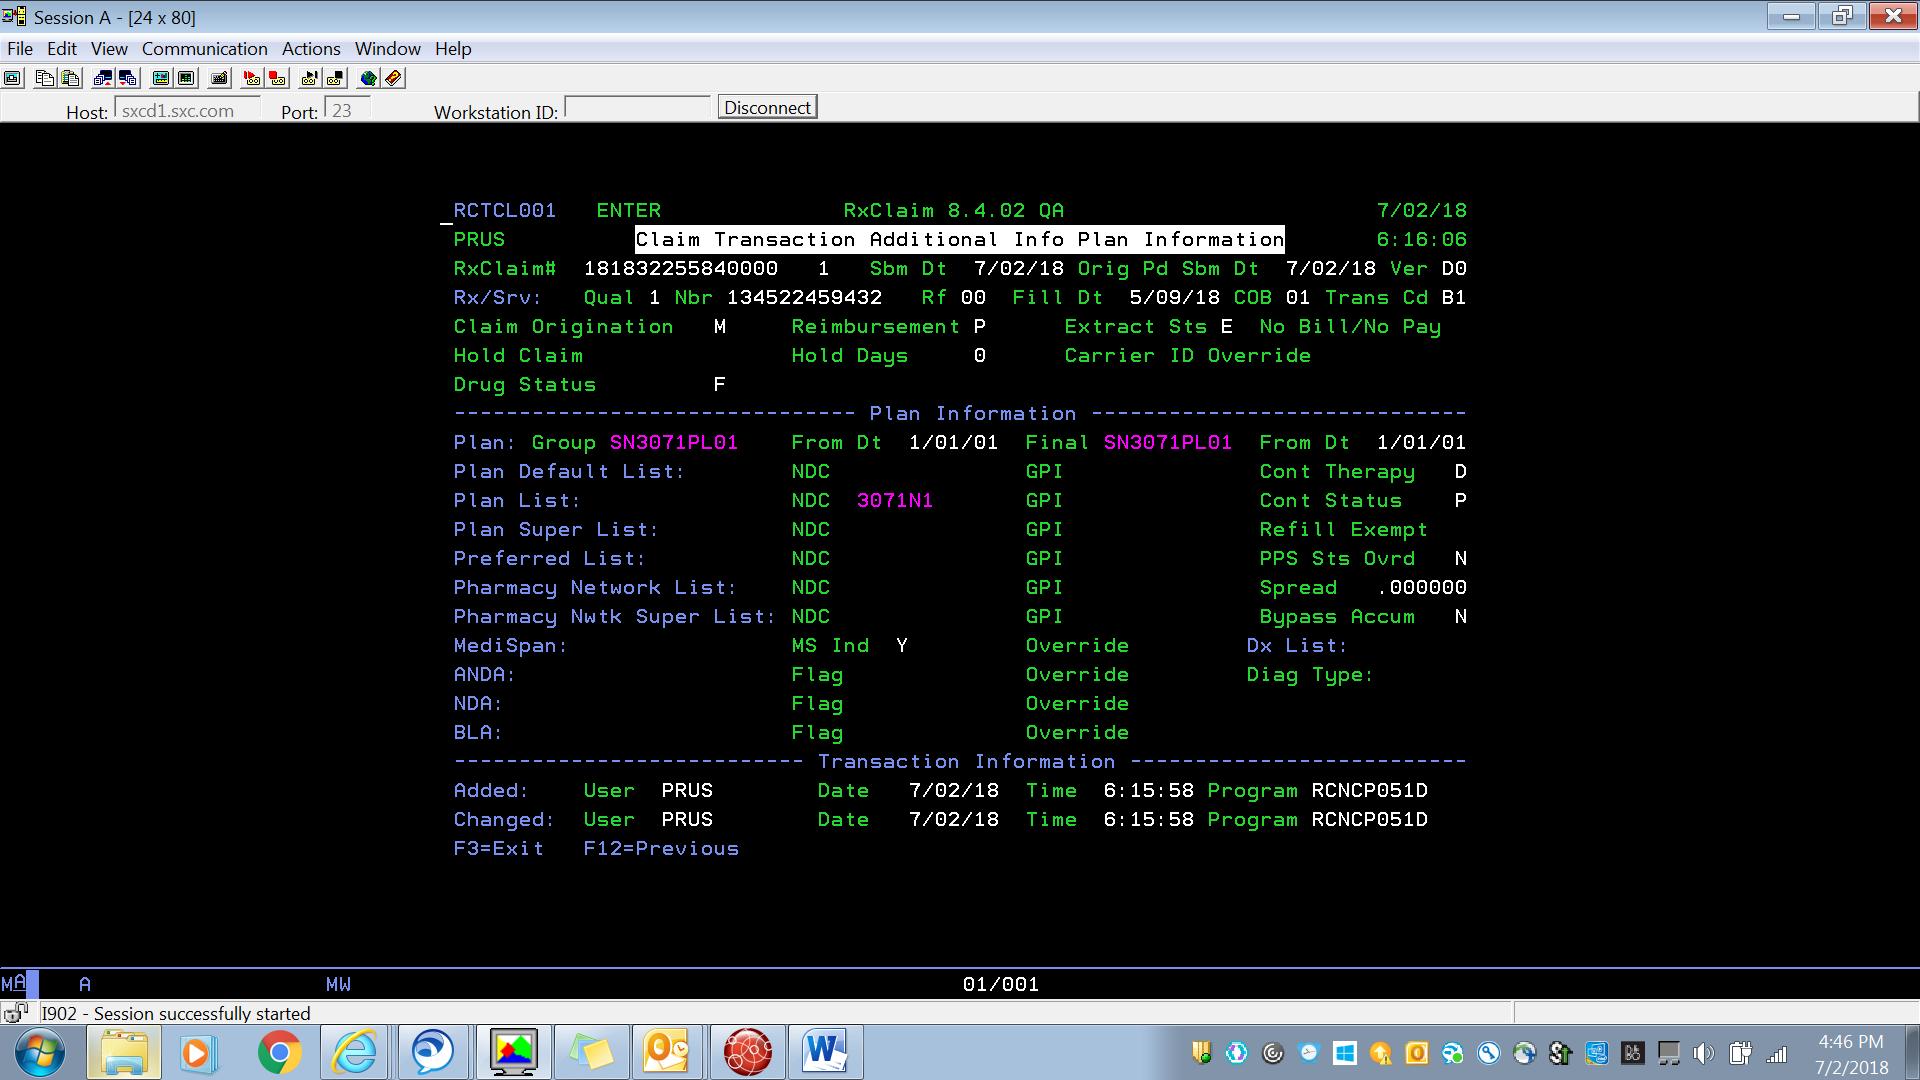 Session A - [24 x 80]
File Edit View Communication Actions Window Help
Host: sxcd1.sxc.com Port: 23 Workstation ID: Disconnect
RCTCL001 ENTER RxClaim 8.4.02 QA 7/02/18
PRUS Claim Transaction Additional Info Plan Information 6:16:06
RxClaim# 181832255840000 1 Sbm Dt 7/02/18 Orig Pd Sbm Dt 7/02/18 Ver D0
Rx/Srv: Qual 1 Nbr 134522459432 Rf 00 Fill Dt 5/09/18 COB 01 Trans Cd B1
Claim Origination M Reimbursement P Extract Sts E No Bill/No Pay
Hold Claim Hold Days 0 Carrier ID Override
Drug Status F
------------------------------- Plan Information -----------------------------
Plan: Group SN3071PL01 From Dt 1/01/01 Final SN3071PL01 From Dt 1/01/01
Plan Default List: NDC GPI Cont Therapy D
Plan List: NDC 3071N1 GPI Cont Status P
Plan Super List: NDC GPI Refill Exempt
Preferred List: NDC GPI PPS Sts Ovrd N
Pharmacy Network List: NDC GPI Spread .000000
Pharmacy Nwtk Super List: NDC GPI Bypass Accum N
MediSpan: MS Ind Y Override Dx List:
ANDA: Flag Override Diag Type:
NDA: Flag Override
BLA: Flag Override
--------------------------- Transaction Information --------------------------
Added: User PRUS Date 7/02/18 Time 6:15:58 Program RCNCP051D
Changed: User PRUS Date 7/02/18 Time 6:15:58 Program RCNCP051D
F3=Exit F12=Previous
MA A MW 01/001
I902 - Session successfully started
4:46 PM
7/2/2018